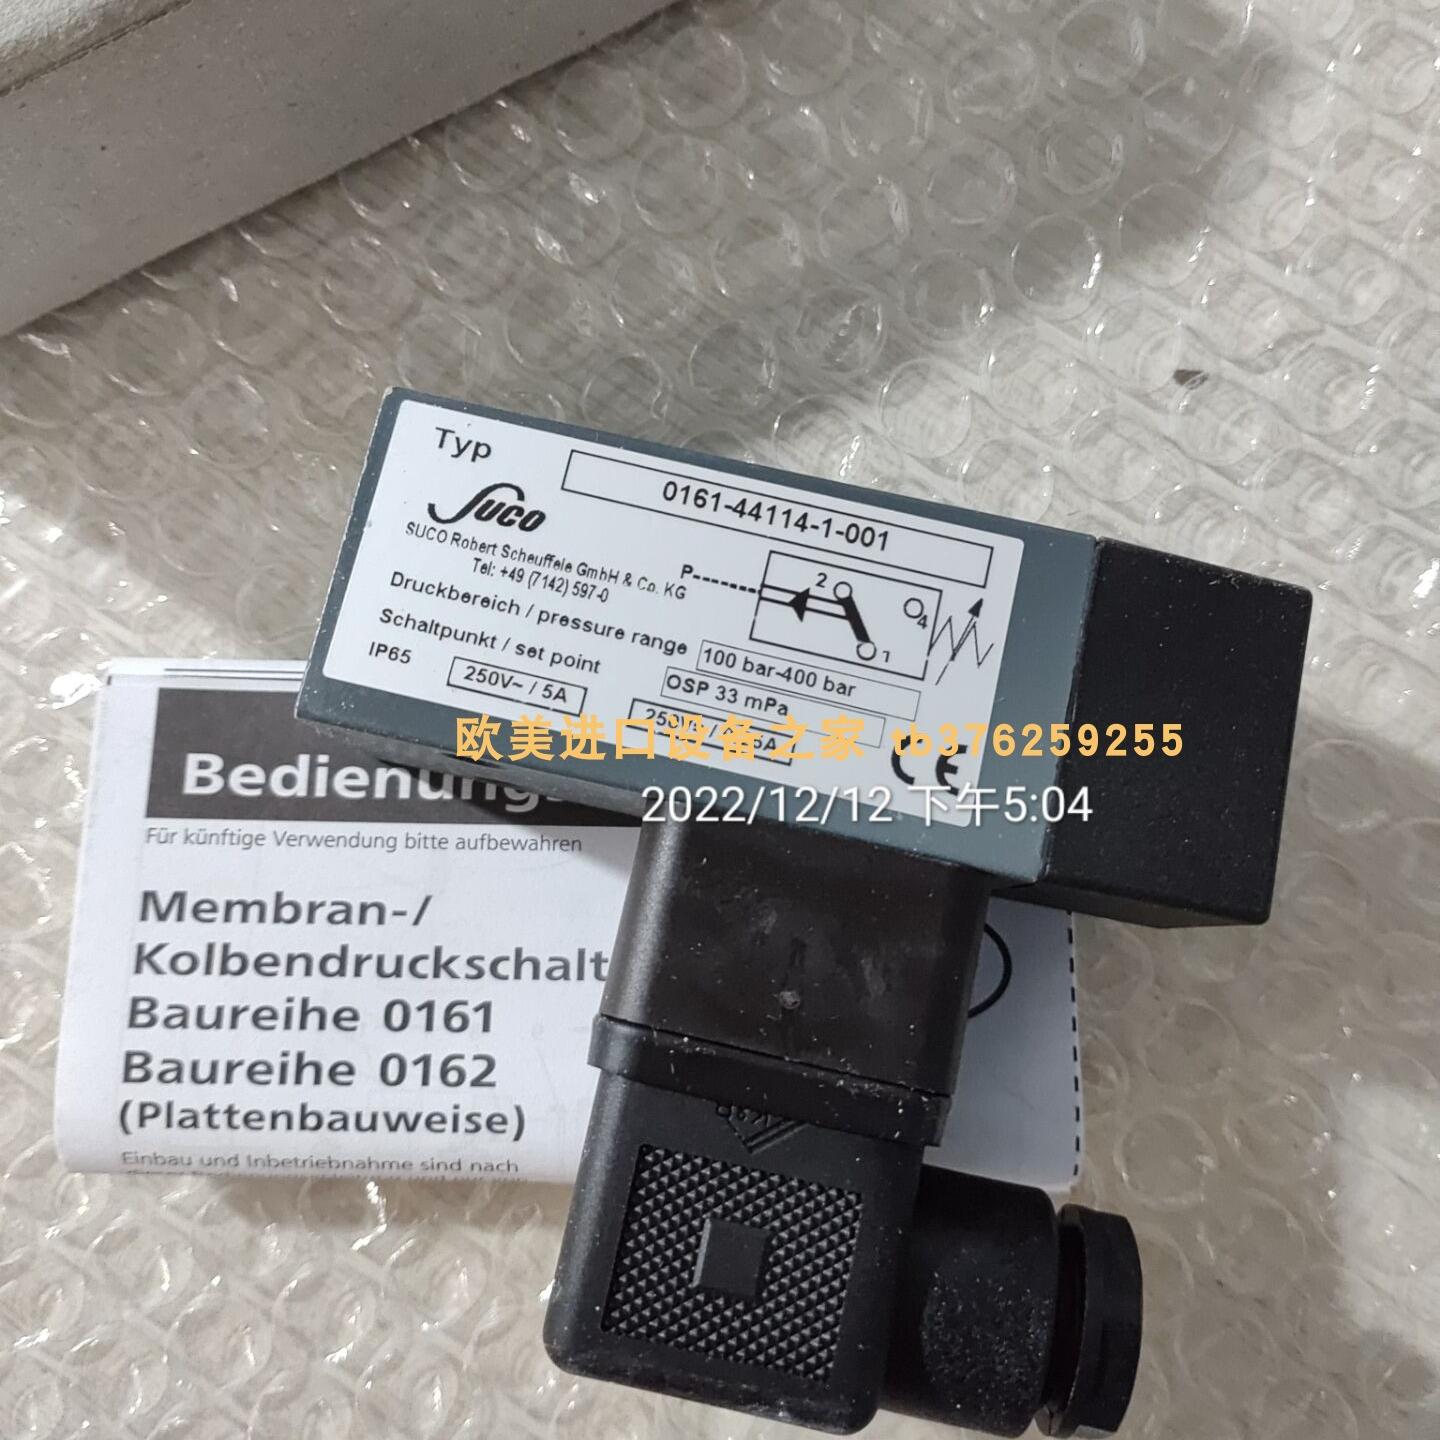 Typ
0161-44114-1-001
SUCO
SUCO Robert Scheuffele GmbH & Co. KG
Tel: +49 (7142) 597-0
P
2
4
1
Druckbereich / pressure range
100 bar-400 bar
Schaltpunkt / set point
OSP 33 mPa
IP65
250V~ / 5A
5A
CE
欧美进口设备之家 tb376259255
2022/12/12 下午5:04
Bedienungs
Für künftige Verwendung bitte aufbewahren
Membran-/
Kolbendruckschalt
Baureihe 0161
Baureihe 0162
(Plattenbauweise)
Einbau und Inbetriebnahme sind nach